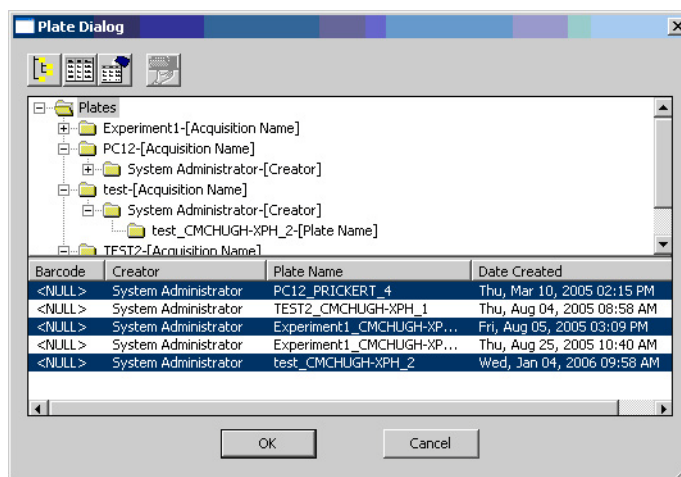 Plate Dialog
Plates
Experiment1-[Acquisition Name]
PC12-[Acquisition Name]
System Administrator-[Creator]
test-[Acquisition Name]
System Administrator-[Creator]
test_CMCHUGH-XPH_2-[Plate Name]
TEST2-[Acquisition Name]
Barcode Creator Plate Name Date Created
<NULL> System Administrator PC12_PRICKERT_4 Thu, Mar 10, 2005 02:15 PM
<NULL> System Administrator TEST2_CMCHUGH-XPH_1 Thu, Aug 04, 2005 08:58 AM
<NULL> System Administrator Experiment1_CMCHUGH-XP... Fri, Aug 05, 2005 03:09 PM
<NULL> System Administrator Experiment1_CMCHUGH-XP... Thu, Aug 25, 2005 10:40 AM
<NULL> System Administrator test_CMCHUGH-XPH_2 Wed, Jan 04, 2006 09:58 AM
OK Cancel